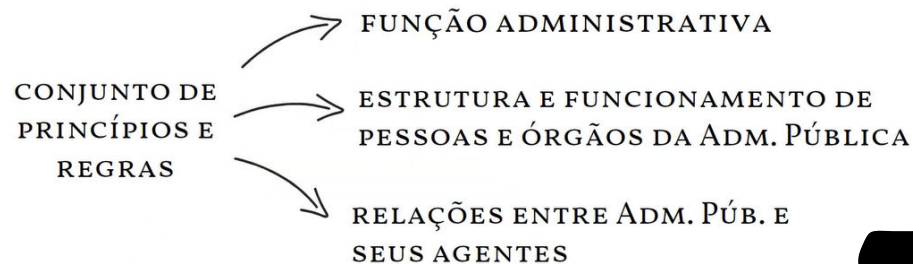 CONJUNTO DE
PRINCÍPIOS E
REGRAS
FUNÇÃO ADMINISTRATIVA
ESTRUTURA E FUNCIONAMENTO DE
PESSOAS E ÓRGÃOS DA ADM. PÚBLICA
RELAÇÕES ENTRE ADM. PÚB. E
SEUS AGENTES